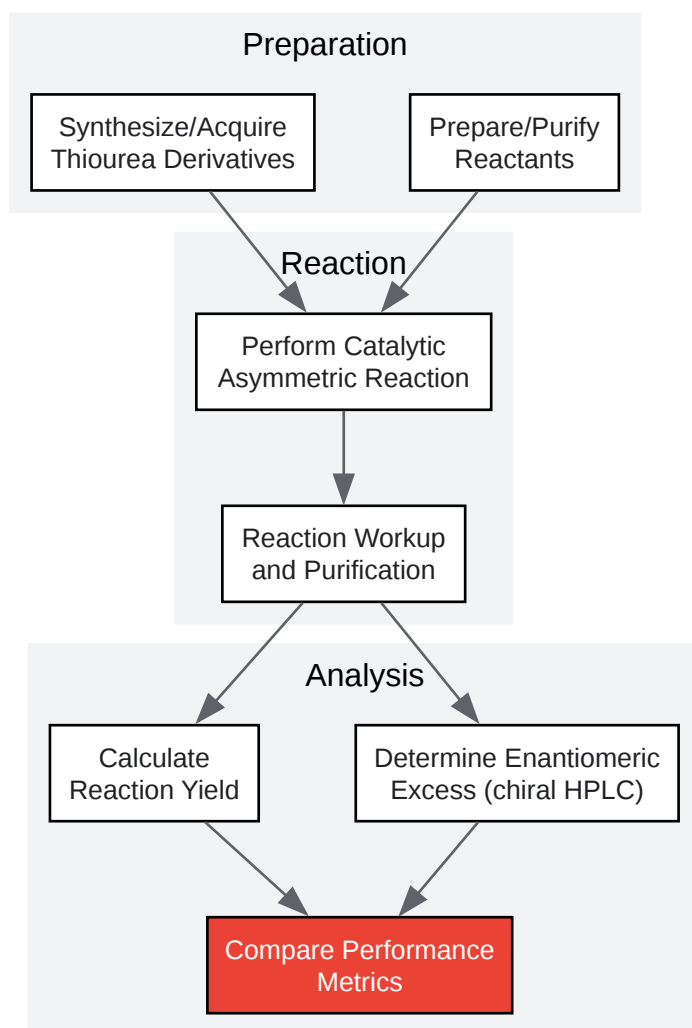 Preparation
Synthesize/Acquire
Thiourea Derivatives
Prepare/Purify
Reactants
Reaction
Perform Catalytic
Asymmetric Reaction
Reaction Workup
and Purification
Analysis
Calculate
Reaction Yield
Determine Enantiomeric
Excess (chiral HPLC)
Compare Performance
Metrics